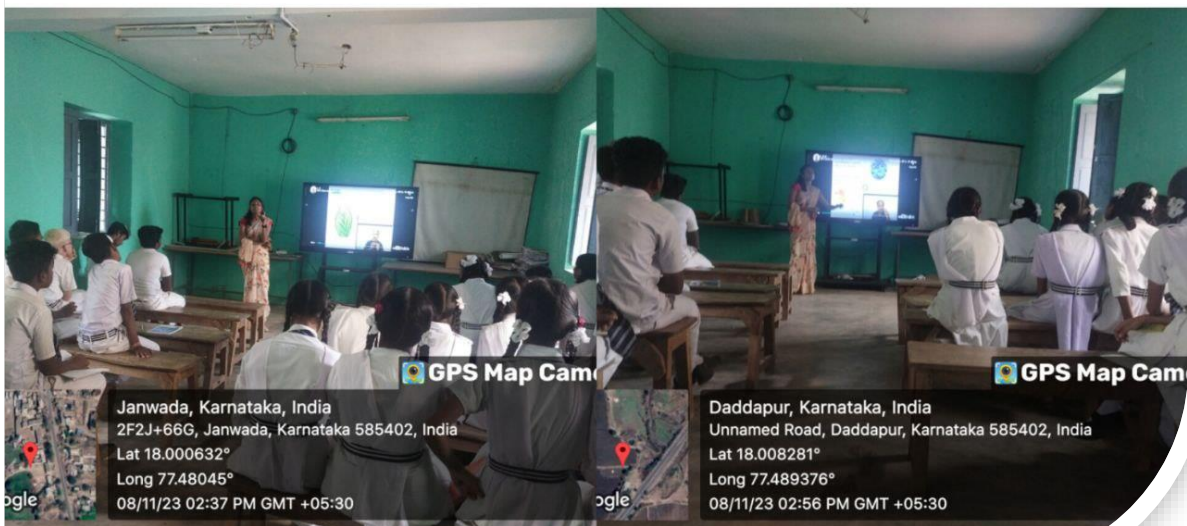 GPS Map Came
Janwada, Karnataka, India
2F2J+66G, Janwada, Karnataka 585402, India
Lat 18.000632°
Long 77.48045°
08/11/23 02:37 PM GMT +05:30
ogle
GPS Map Cam
Daddapur, Karnataka, India
Unnamed Road, Daddapur, Karnataka 585402, India
Lat 18.008281°
Long 77.489376°
08/11/23 02:56 PM GMT +05:30
ogle